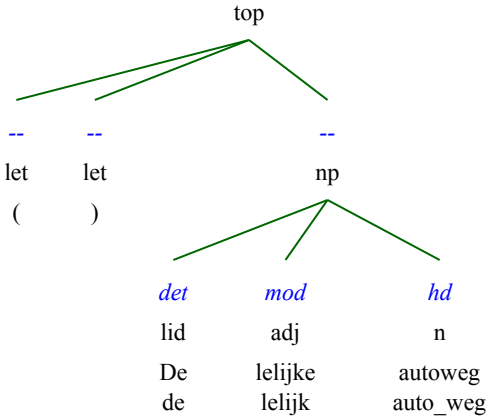 top
-- -- --
let let np
( )
det mod hd
lid adj n
De lelijke autoweg
de lelijk auto_weg